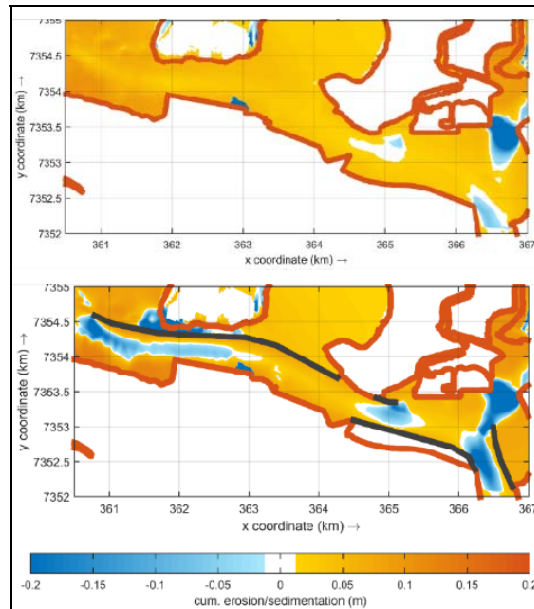 7355
7354.5
7354
7353.5
7353
7352.5
7352
y coordinate (km) →
361 362 363 364 365 366 367
x coordinate (km) →
7355
7354.5
7354
7353.5
7353
7352.5
7352
y coordinate (km) →
361 362 363 364 365 366 367
x coordinate (km) →
-0.2 -0.15 -0.1 -0.05 0 0.05 0.1 0.15 0.2
cum. erosion/sedimentation (m)